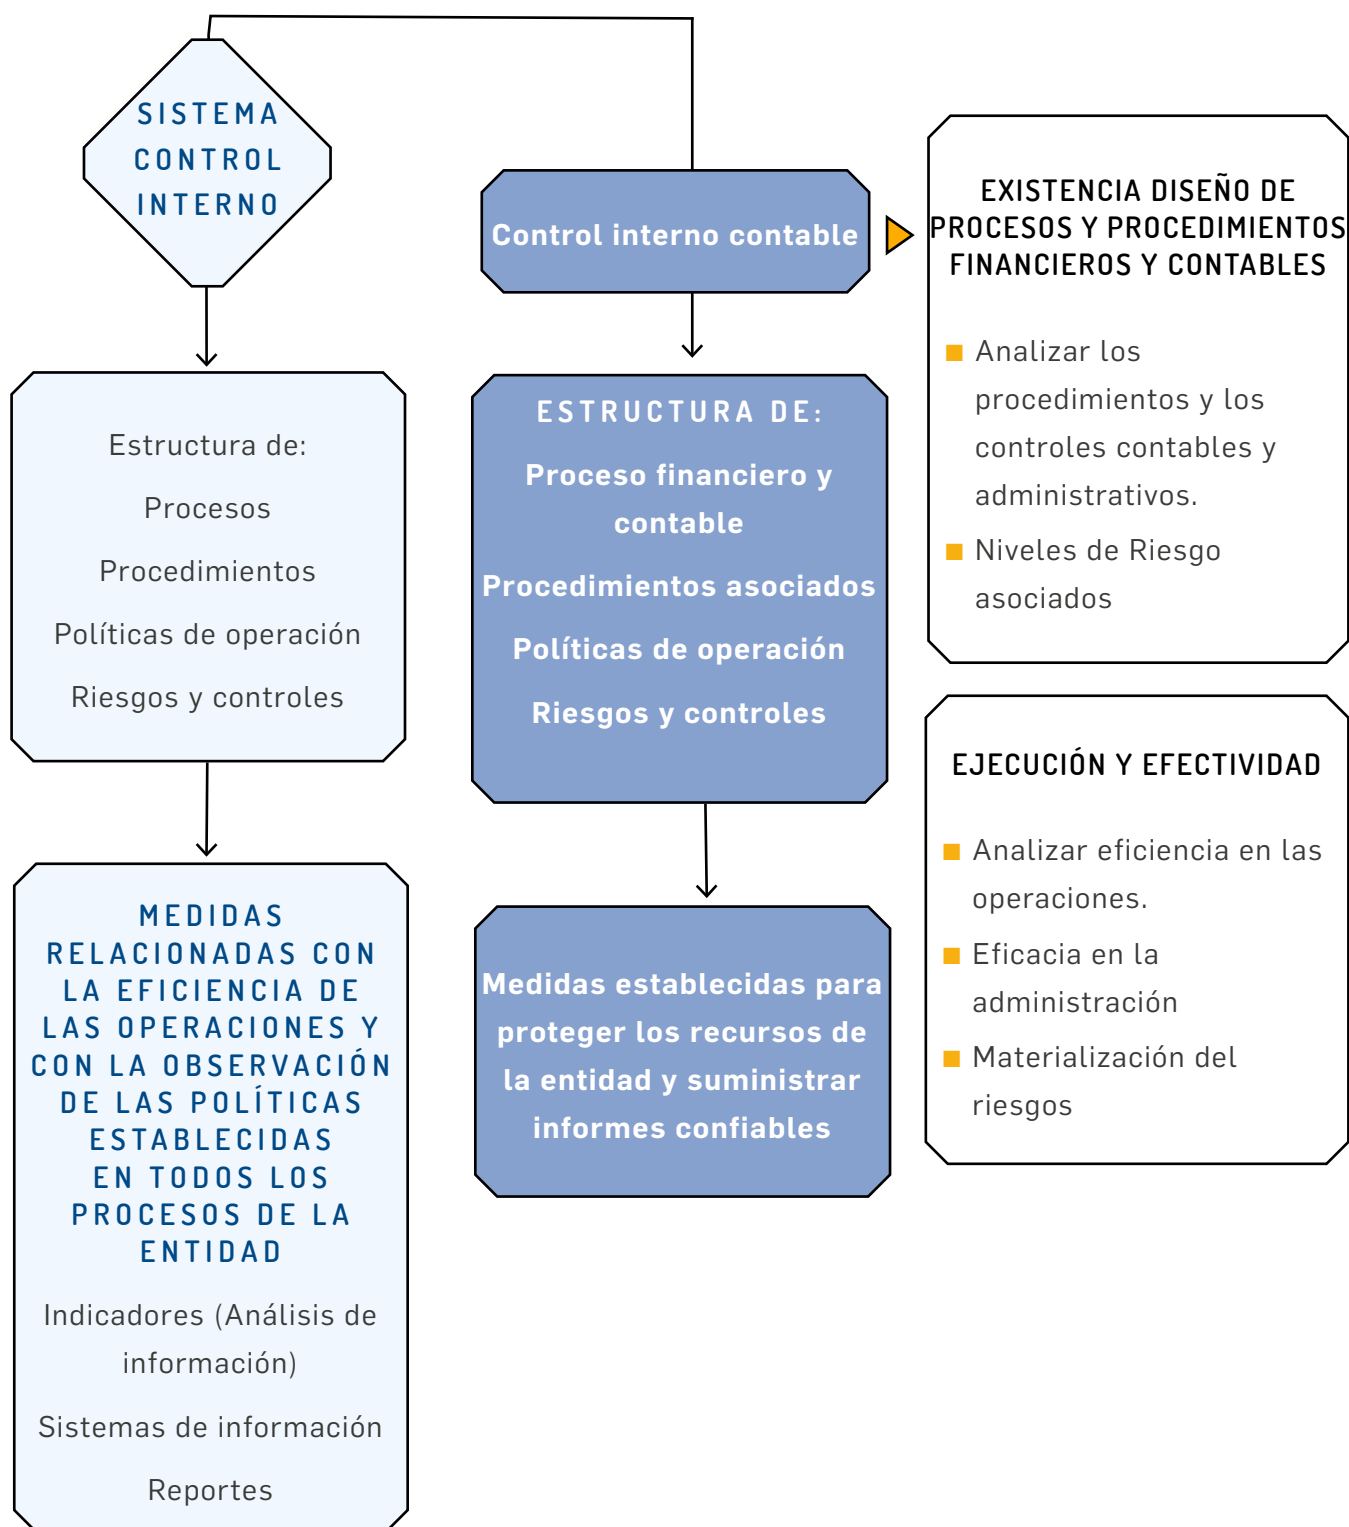 SISTEMA
CONTROL
INTERNO
Estructura de:
Procesos
Procedimientos
Políticas de operación
Riesgos y controles
MEDIDAS
RELACIONADAS CON
LA EFICIENCIA DE
LAS OPERACIONES Y
CON LA OBSERVACIÓN
DE LAS POLÍTICAS
ESTABLECIDAS
EN TODOS LOS
PROCESOS DE LA
ENTIDAD
Indicadores (Análisis de
información)
Sistemas de información
Reportes
Control interno contable
ESTRUCTURA DE:
Proceso financiero y
contable
Procedimientos asociados
Políticas de operación
Riesgos y controles
Medidas establecidas para
proteger los recursos de
la entidad y suministrar
informes confiables
EXISTENCIA DISEÑO DE
PROCESOS Y PROCEDIMIENTOS
FINANCIEROS Y CONTABLES
Analizar los
procedimientos y los
controles contables y
administrativos.
Niveles de Riesgo
asociados
EJECUCIÓN Y EFECTIVIDAD
Analizar eficiencia en las
operaciones.
Eficacia en la
administración
Materialización del
riesgos